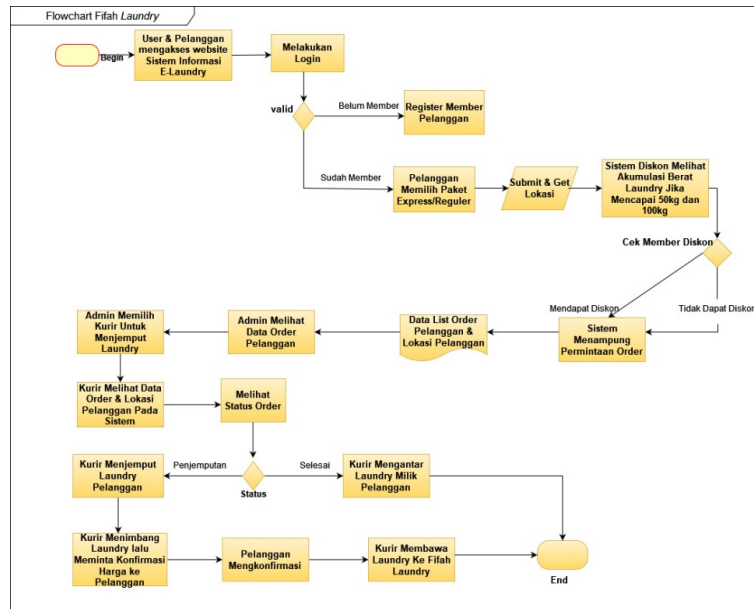 Flowchart Fifah Laundry
Begin
User & Pelanggan
mengakses website
Sistem Informasi
E-Laundry
Melakukan
Login
valid
Belum Member
Register Member
Pelanggan
Sudah Member
Pelanggan
Memilih Paket
Express/Reguler
Submit & Get
Lokasi
Sistem Diskon Melihat
Akumulasi Berat
Laundry Jika
Mencapai 50kg dan
100kg
Cek Member Diskon
Mendapat Diskon
Tidak Dapat Diskon
Sistem
Menampung
Permintaan Order
Data List Order
Pelanggan &
Lokasi Pelanggan
Admin Melihat
Data Order
Pelanggan
Admin Memilih
Kurir Untuk
Menjemput
Laundry
Kurir Melihat Data
Order & Lokasi
Pelanggan Pada
Sistem
Melihat
Status Order
Status
Penjemputan
Selesai
Kurir Menjemput
Laundry
Pelanggan
Kurir Mengantar
Laundry Milik
Pelanggan
Kurir Menimbang
Laundry lalu
Meminta Konfirmasi
Harga ke
Pelanggan
Pelanggan
Mengkonfirmasi
Kurir Membawa
Laundry Ke Fifah
Laundry
End